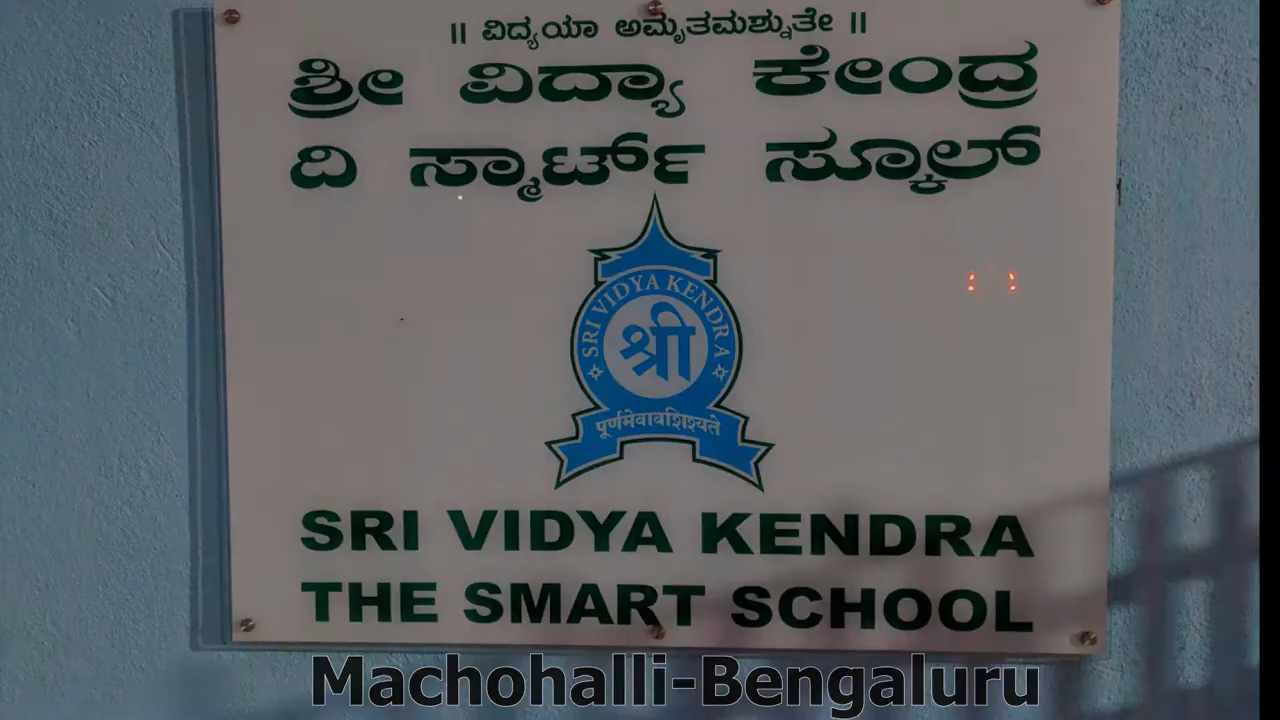 ॥ ವಿದ್ಯಯಾ ಅಮೃತಮಶ್ನುತೇ ॥
ಶ್ರೀ ವಿದ್ಯಾ ಕೇಂದ್ರ
ದಿ ಸ್ಮಾರ್ಟ್ ಸ್ಕೂಲ್
SRI VIDYA KENDRA
श्री
पूर्णमेवावशिश्यते
SRI VIDYA KENDRA
THE SMART SCHOOL
Machohalli-Bengaluru